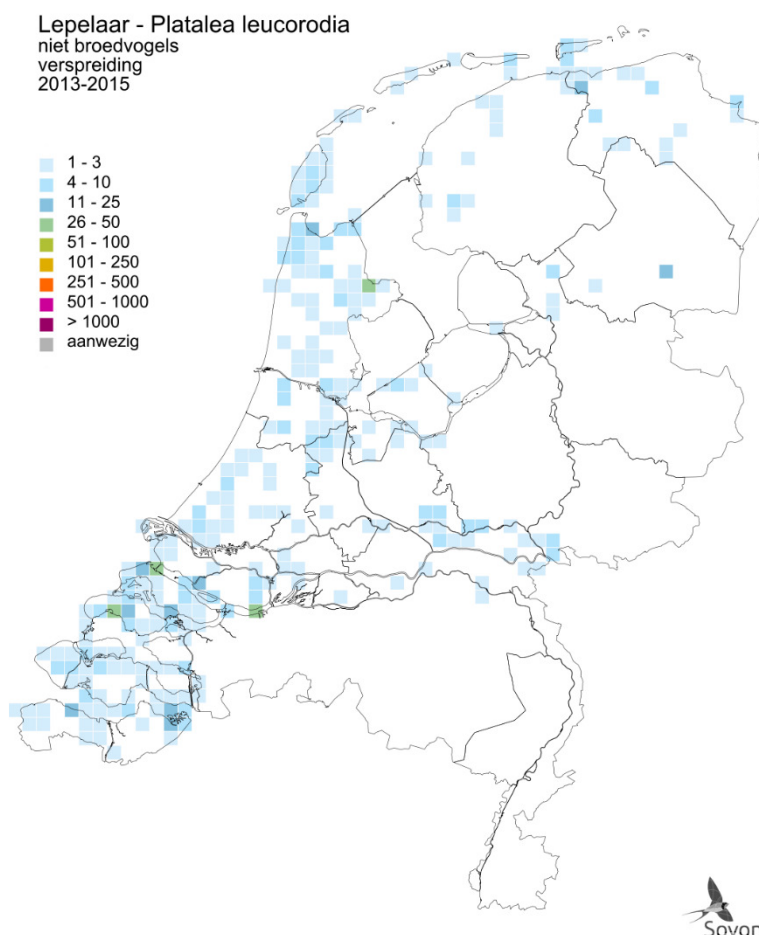 Lepelaar - Platalea leucorodia
niet broedvogels
verspreiding
2013-2015
1 - 3
4 - 10
11 - 25
26 - 50
51 - 100
101 - 250
251 - 500
501 - 1000
> 1000
aanwezig
Sovon